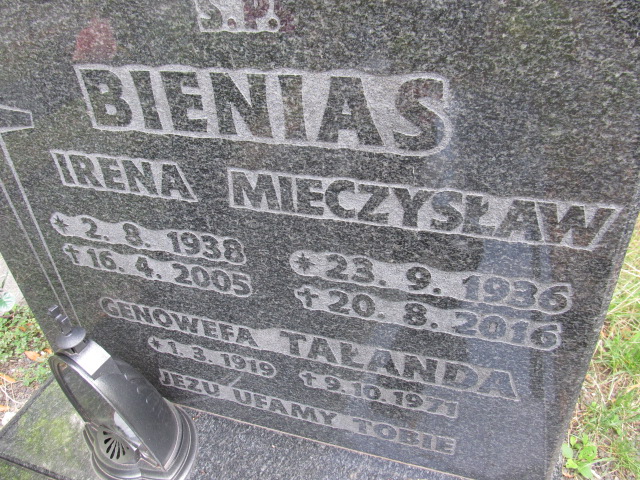 Ś.P.
BIENIAS
IRENA MIECZYSŁAW
* 2. 8. 1938 * 23. 9. 1936
† 16. 4. 2005 † 20. 8. 2016
GENOWEFA TAŁANDA
* 1. 3. 1919 † 9.10.1971
JEZU UFAMY TOBIE